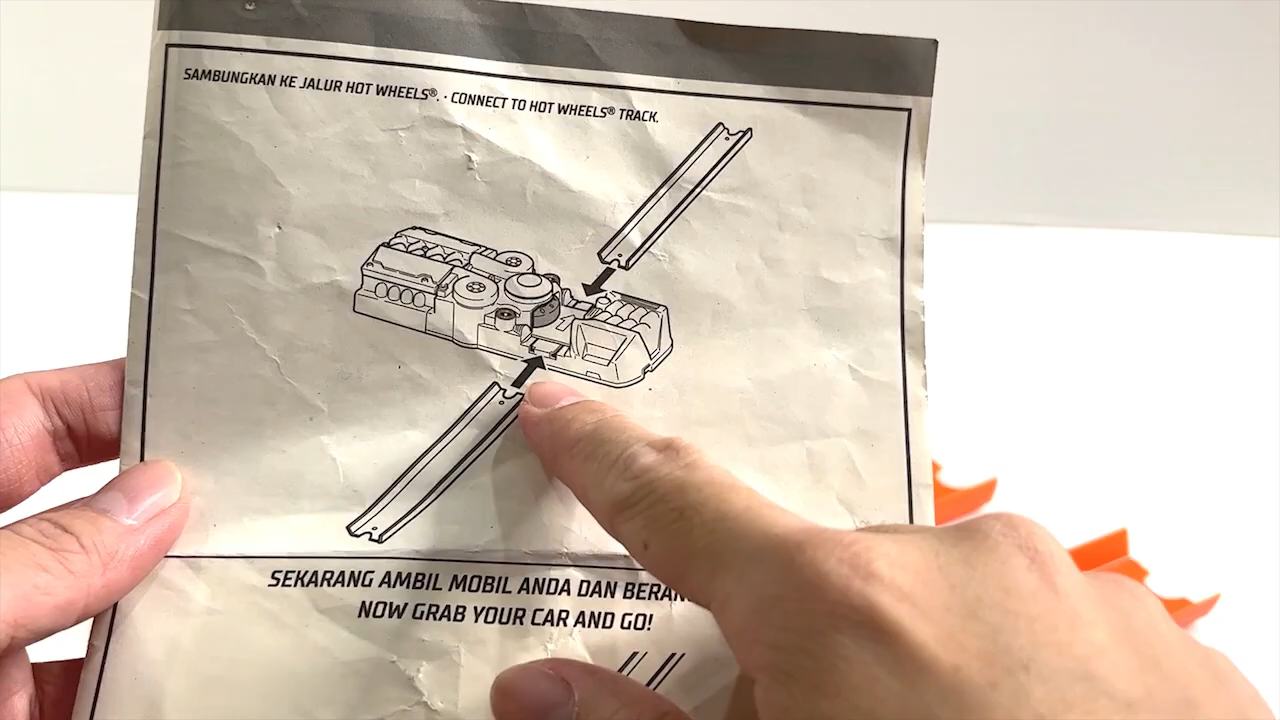 SAMBUNGKAN KE JALUR HOT WHEELS®. · CONNECT TO HOT WHEELS® TRACK.
SEKARANG AMBIL MOBIL ANDA DAN
NOW GRAB YOUR CAR AND GO!